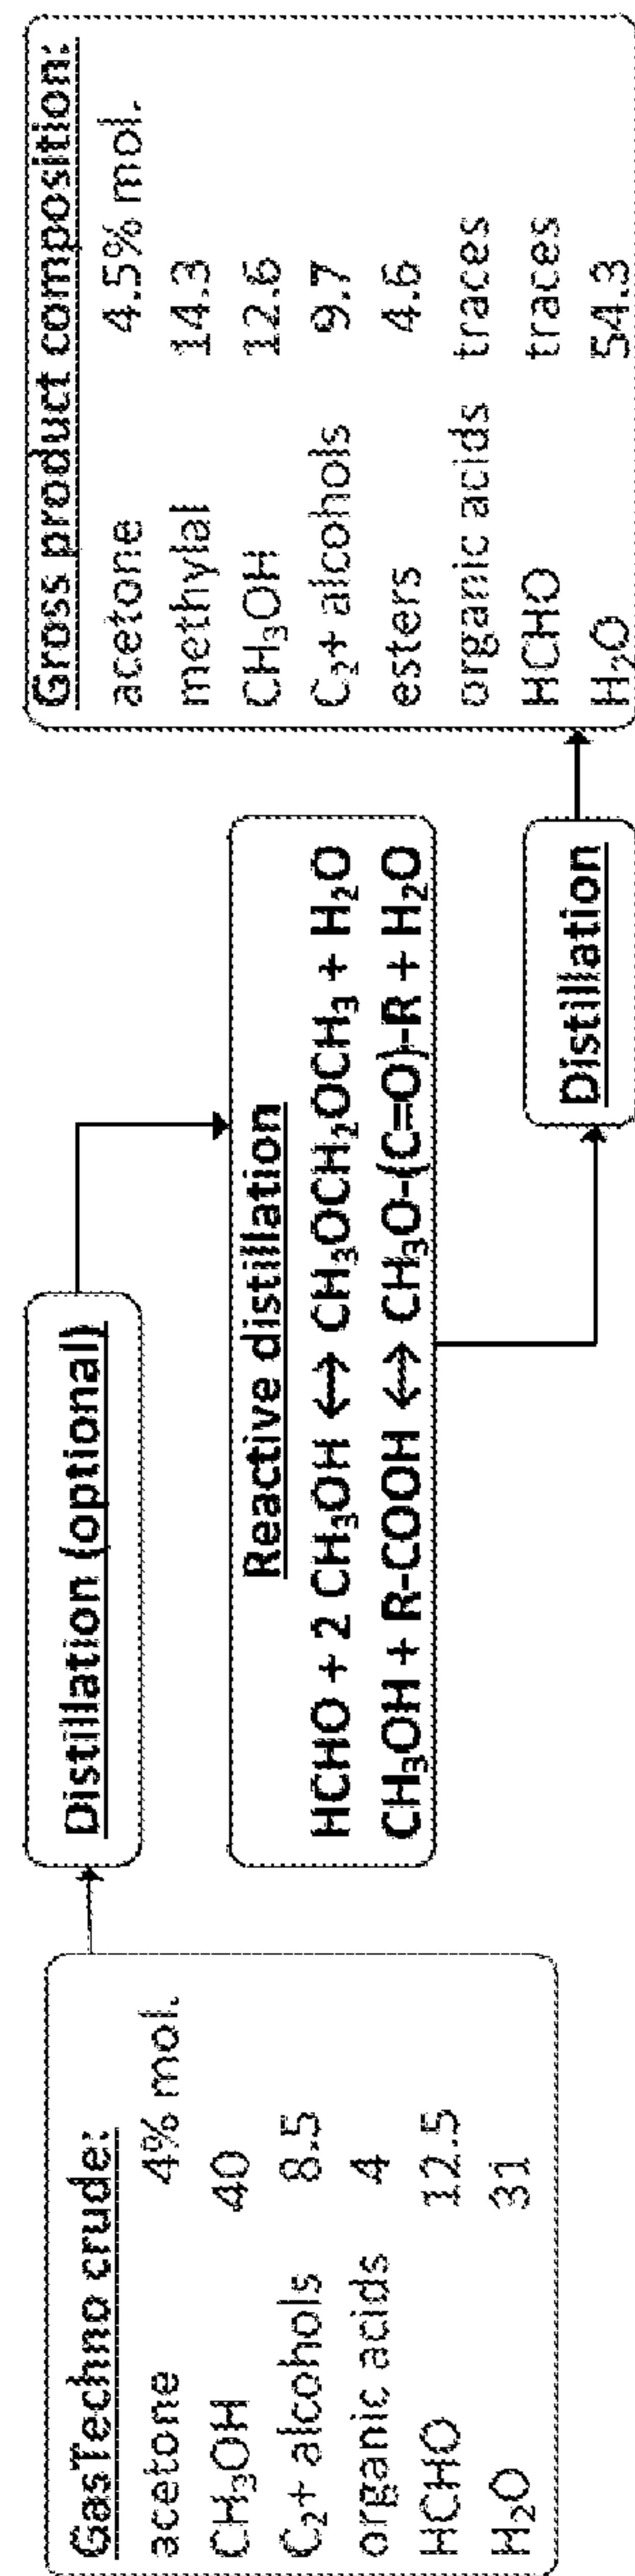 GasTechno crude:
acetone 4% mol.
CH₃OH 40
C₂+ alcohols 8.5
organic acids 4
HCHO 12.5
H₂O 31
Distillation (optional)
Reactive distillation
HCHO + 2 CH₃OH ↔ CH₃OCH₂OCH₃ + H₂O
CH₃OH + R-COOH ↔ CH₃O-(C=O)-R + H₂O
Distillation
Gross product composition:
acetone 4.5% mol.
methylal 14.3
CH₃OH 12.6
C₂+ alcohols 9.7
esters 4.6
organic acids traces
HCHO traces
H₂O 54.3